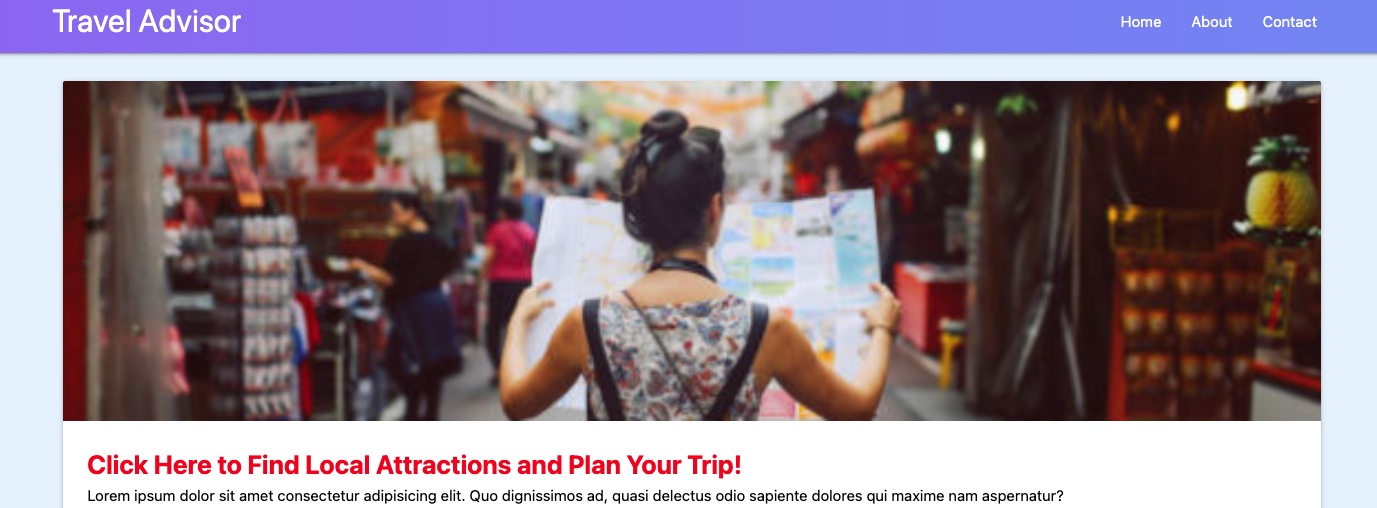 Travel Advisor
Home About Contact
Click Here to Find Local Attractions and Plan Your Trip!
Lorem ipsum dolor sit amet consectetur adipisicing elit. Quo dignissimos ad, quasi delectus odio sapiente dolores qui maxime nam aspernatur?